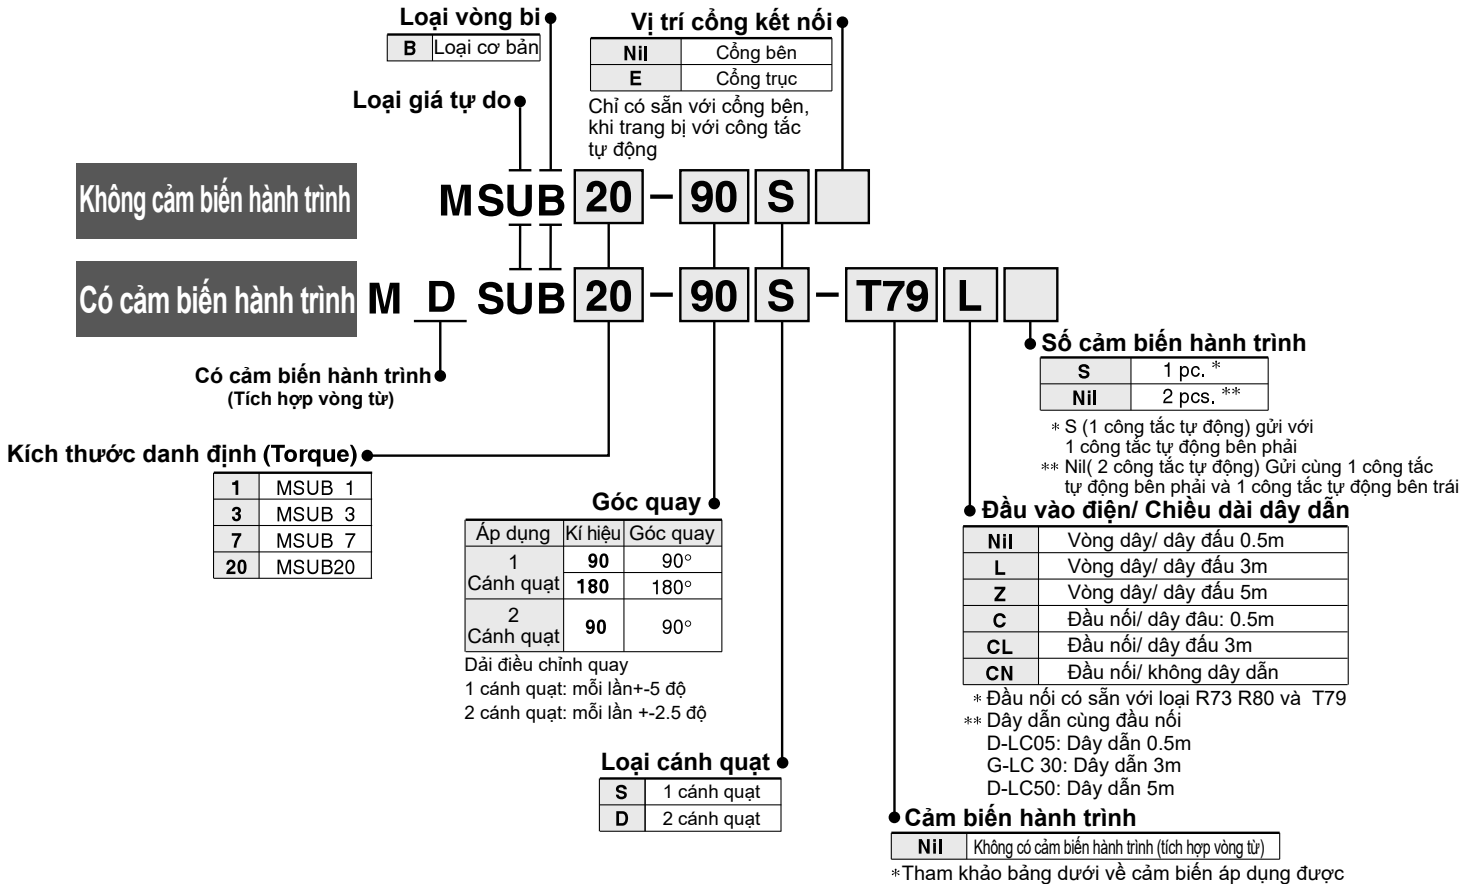 Loại vòng bi
B Loại cơ bản
Vị trí cổng kết nối
Nil Cổng bên
E Cổng trục
Chỉ có sẵn với cổng bên,
khi trang bị với công tắc
tự động
Loại giá tự do
Không cảm biến hành trình MSUB 20 - 90 S
Có cảm biến hành trình M D SUB 20 - 90 S - T79 L
Có cảm biến hành trình
(Tích hợp vòng từ)
Số cảm biến hành trình
S 1 pc. *
Nil 2 pcs. **
* S (1 công tắc tự động) gửi với
1 công tắc tự động bên phải
** Nil( 2 công tắc tự động) Gửi cùng 1 công tắc
tự động bên phải và 1 công tắc tự động bên trái
Kích thước danh định (Torque)
1 MSUB 1
3 MSUB 3
7 MSUB 7
20 MSUB20
Góc quay
Áp dụng Kí hiệu Góc quay
1 Cánh quạt 90 90°
180 180°
2 Cánh quạt 90 90°
Dải điều chỉnh quay
1 cánh quạt: mỗi lần+-5 độ
2 cánh quạt: mỗi lần +-2.5 độ
Đầu vào điện/ Chiều dài dây dẫn
Nil Vòng dây/ dây đấu 0.5m
L Vòng dây/ dây đấu 3m
Z Vòng dây/ dây đấu 5m
C Đầu nối/ dây đâu: 0.5m
CL Đầu nối/ dây đấu 3m
CN Đầu nối/ không dây dẫn
* Đầu nối có sẵn với loại R73 R80 và T79
** Dây dẫn cùng đầu nối
D-LC05: Dây dẫn 0.5m
G-LC 30: Dây dẫn 3m
D-LC50: Dây dẫn 5m
Loại cánh quạt
S 1 cánh quạt
D 2 cánh quạt
Cảm biến hành trình
Nil Không có cảm biến hành trình (tích hợp vòng từ)
*Tham khảo bảng dưới về cảm biến áp dụng được